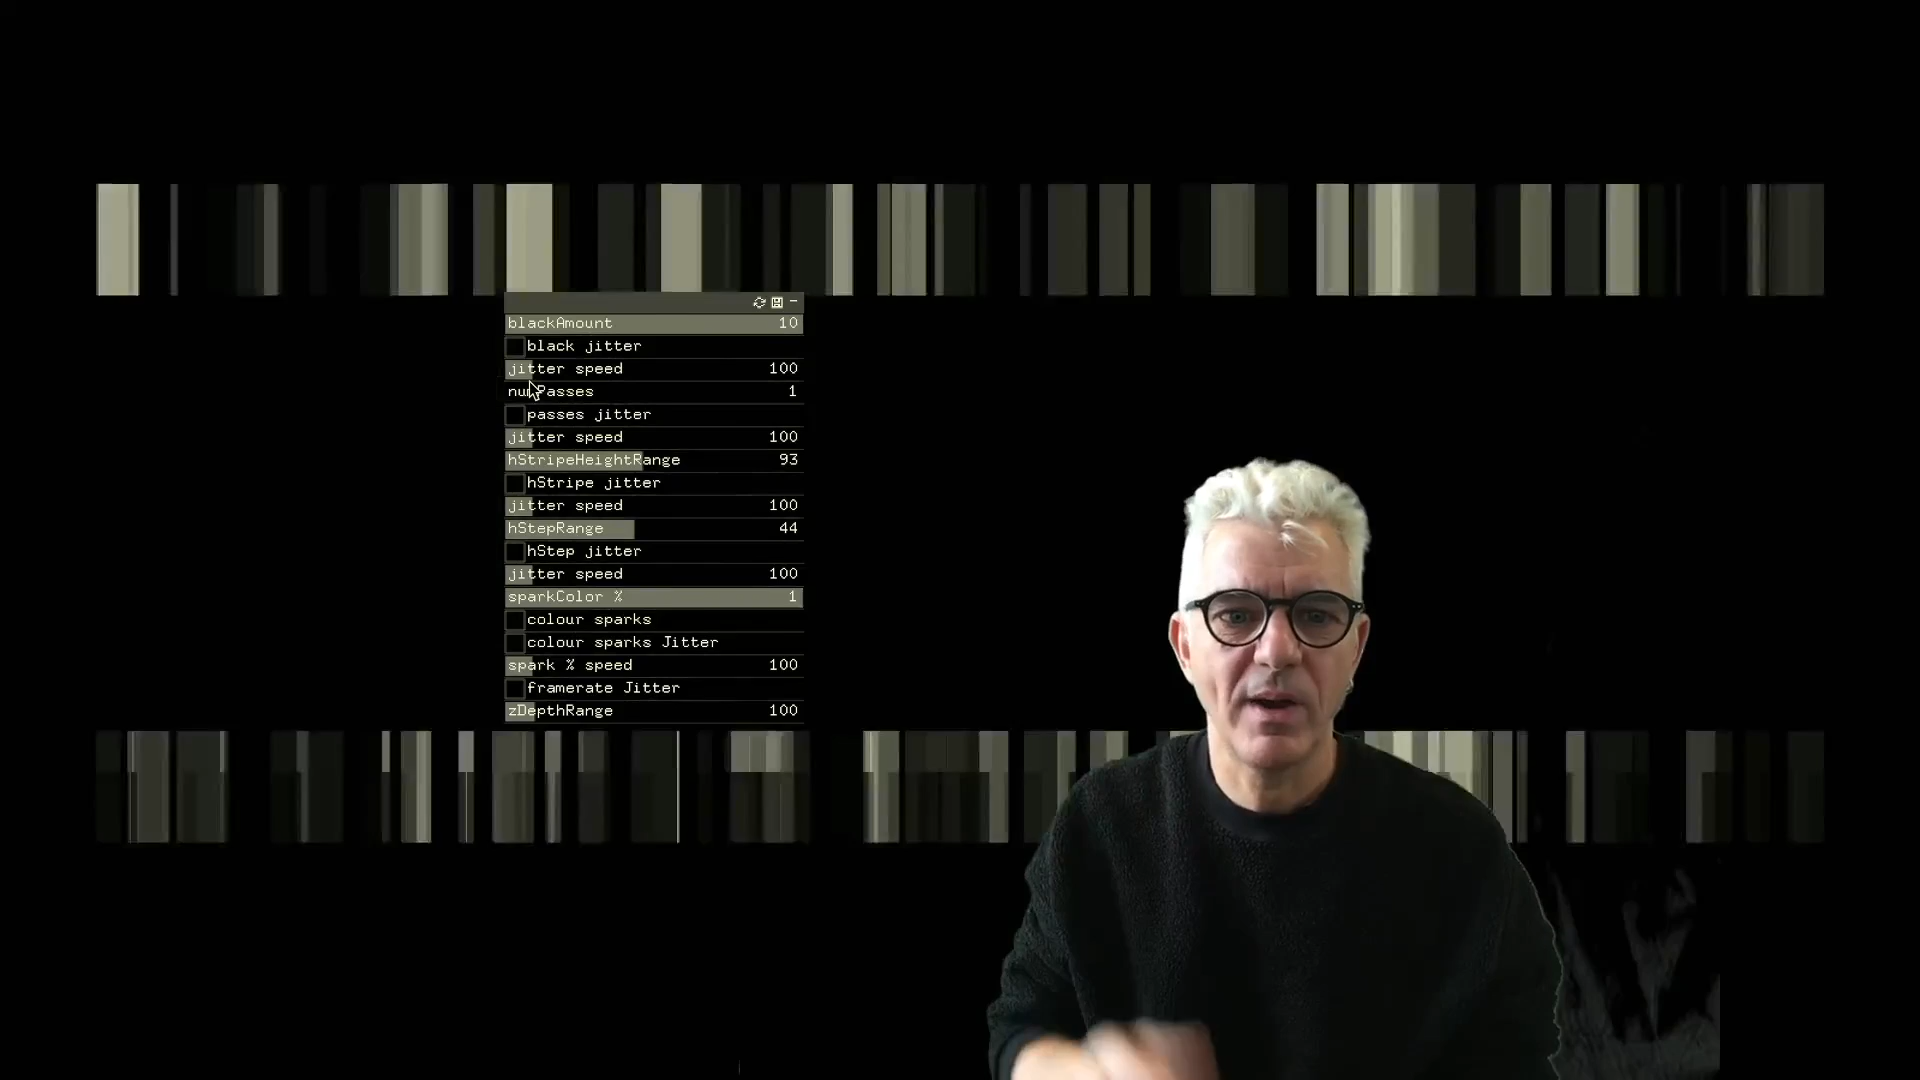 blackAmount 10
black jitter
jitter speed 100
numPasses 1
passes jitter
jitter speed 100
hStripeHeightRange 93
hStripe jitter
jitter speed 100
hStepRange 44
hStep jitter
jitter speed 100
sparkColor % 1
colour sparks
colour sparks Jitter
spark % speed 100
framerate Jitter
zDepthRange 100